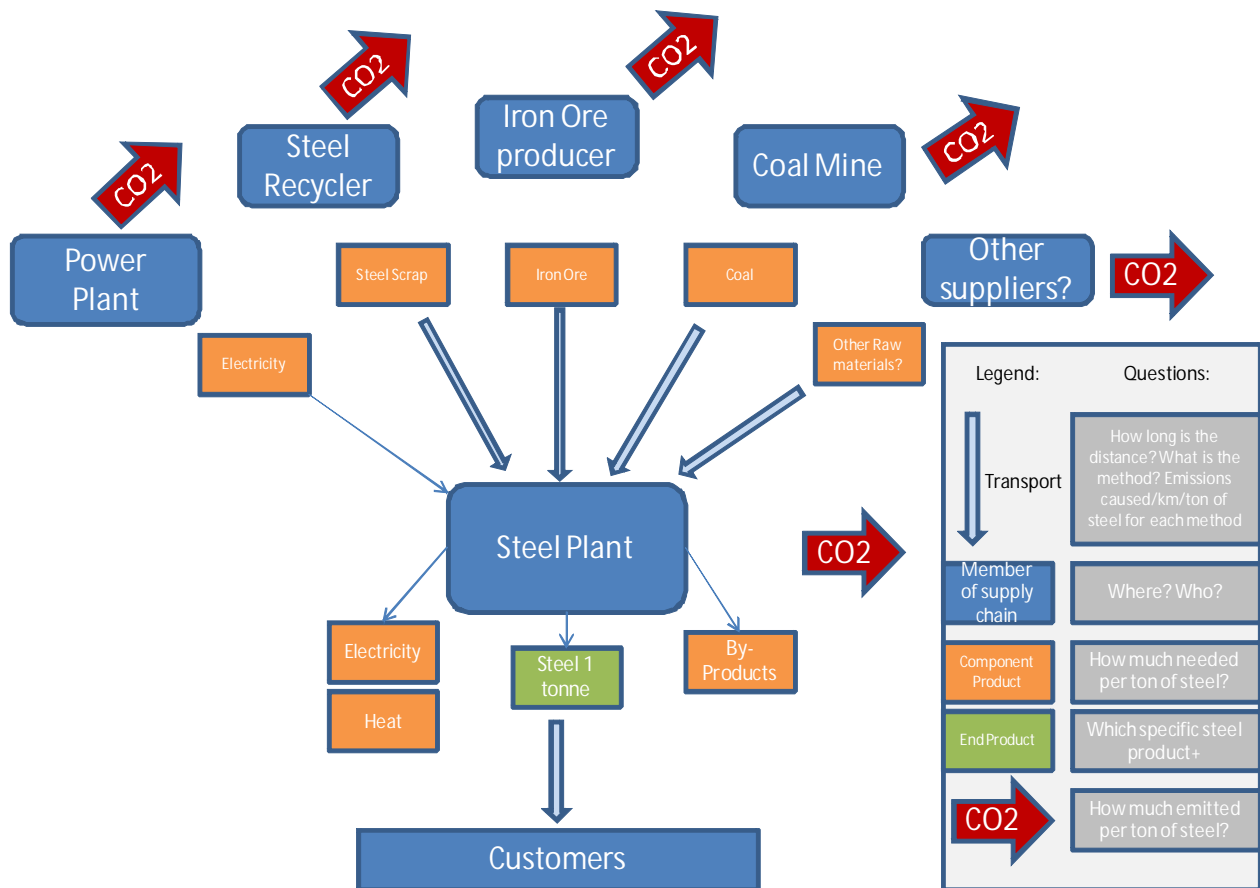 CO2
CO2
CO2
CO2
Steel
Recycler
Iron Ore
producer
Coal Mine
Power
Plant
Other
suppliers?
CO2
Steel Scrap
Iron Ore
Coal
Electricity
Other Raw
materials?
Steel Plant
CO2
Electricity
Heat
Steel 1
tonne
By-
Products
Customers
Legend:
Questions:
Transport
How long is the
distance? What is the
method? Emissions
caused/km/ton of
steel for each method
Member
of supply
chain
Where? Who?
Component
Product
How much needed
per ton of steel?
End Product
Which specific steel
product+
CO2
How much emitted
per ton of steel?